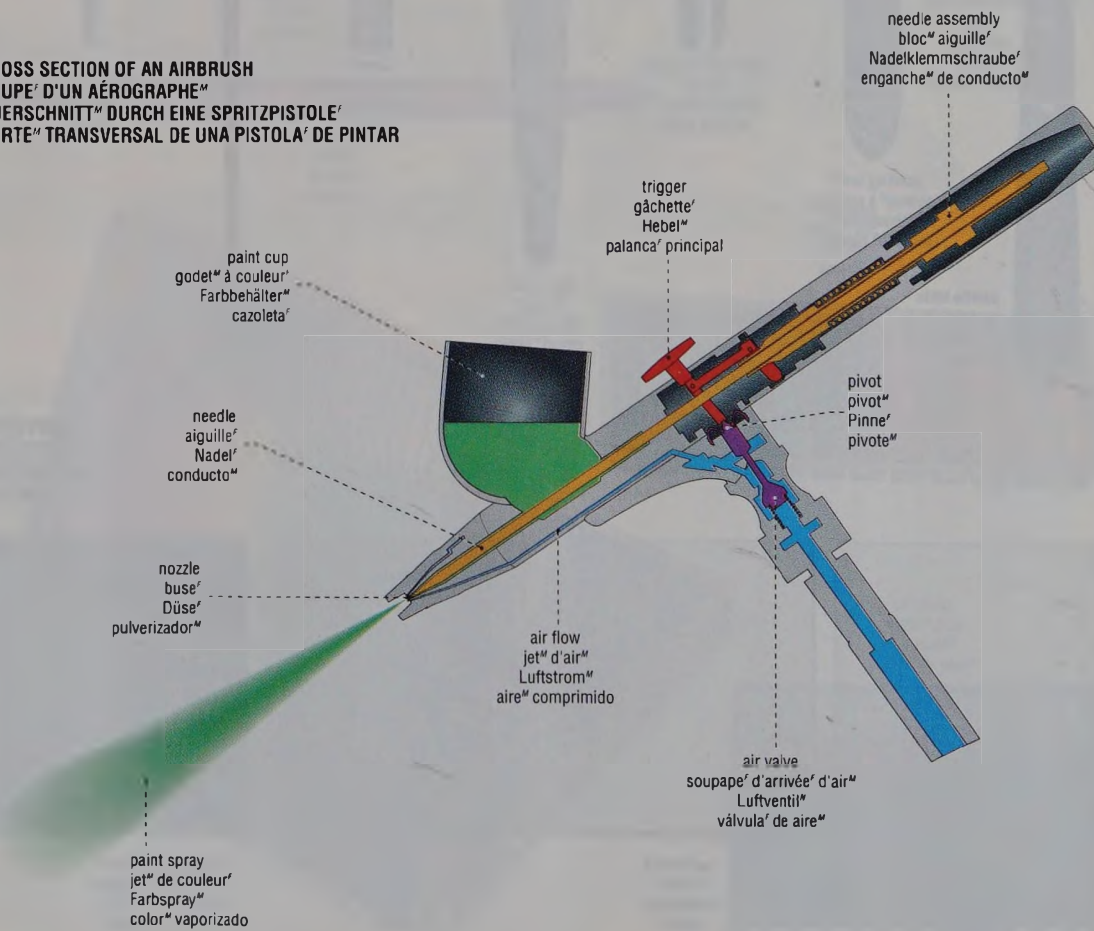 OSS SECTION OF AN AIRBRUSH
UPEᶠ D'UN AÉROGRAPHEᴹ
ERSCHNITTᴹ DURCH EINE SPRITZPISTOLEᶠ
RTEᴹ TRANSVERSAL DE UNA PISTOLAᶠ DE PINTAR
needle assembly
blocᴹ aiguilleᶠ
Nadelklemmschraubeᶠ
engancheᴹ de conductoᴹ
trigger
gâchetteᶠ
Hebelᴹ
palancaᶠ principal
paint cup
godetᴹ à couleurᶠ
Farbbehälterᴹ
cazoletaᶠ
pivot
pivotᴹ
Pinneᶠ
pivoteᴹ
needle
aiguilleᶠ
Nadelᶠ
conductoᴹ
nozzle
buseᶠ
Düseᶠ
pulverizadorᴹ
air flow
jetᴹ d'airᴹ
Luftstromᴹ
aireᴹ comprimido
air valve
soupapeᶠ d'arrivéeᶠ d'airᴹ
Luftventilᴹ
válvulaᶠ de aireᴹ
paint spray
jetᴹ de couleurᶠ
Farbsprayᴹ
colorᴹ vaporizado